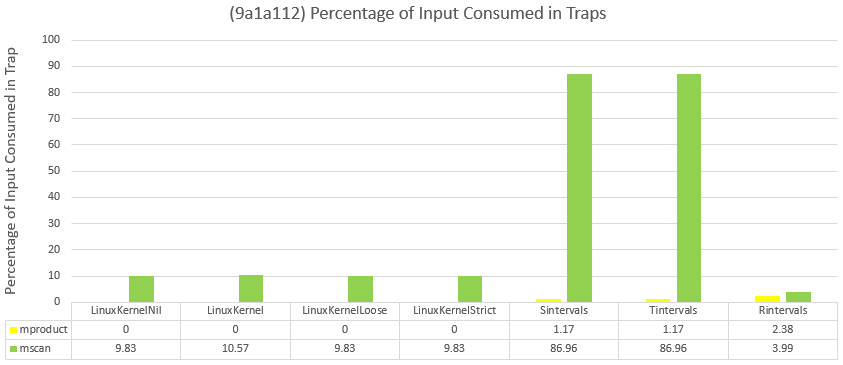 (9a1a112) Percentage of Input Consumed in Traps
Percentage of Input Consumed in Trap
100
90
80
70
60
50
40
30
20
10
0
LinuxKernelNil LinuxKernel LinuxKernelLoose LinuxKernelStrict Sintervals Tintervals Rintervals
mproduct 0 0 0 0 1.17 1.17 2.38
mscan 9.83 10.57 9.83 9.83 86.96 86.96 3.99